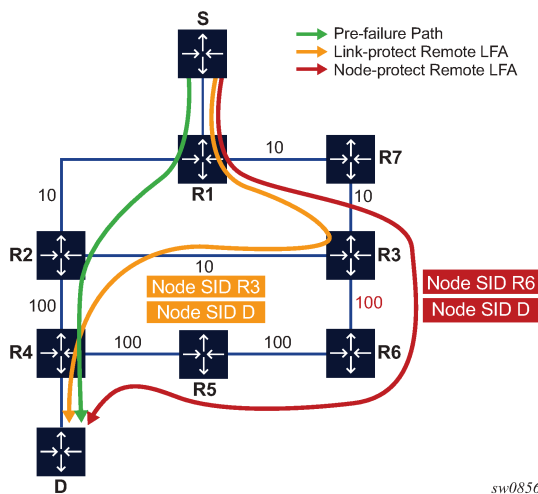 S
Pre-failure Path
Link-protect Remote LFA
Node-protect Remote LFA
10
R7
R1
10
10
R2
R3
10
Node SID R3
Node SID D
Node SID R6
Node SID D
100
100
R4
100
100
R6
R5
D
sw0856